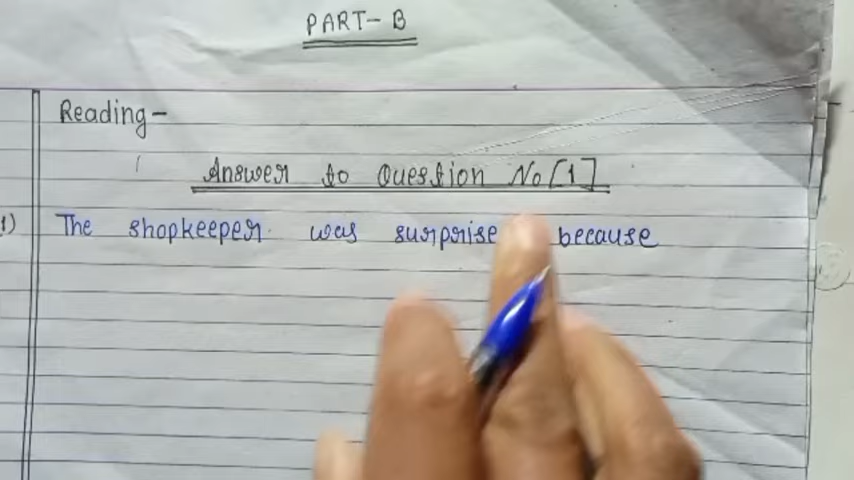 PART-B
Reading-
Answer to Question No [1]
1) The shopkeeper. was surprise because